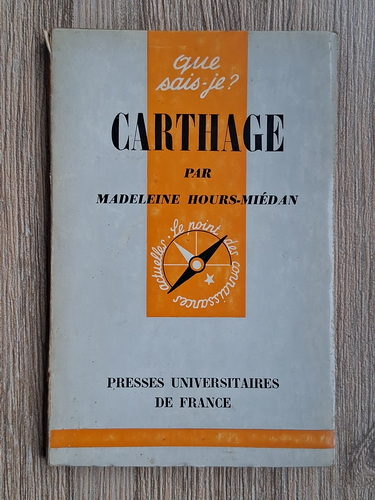 que
sais-je?
CARTHAGE
PAR
MADELEINE HOURS-MIÉDAN
Le point des connaissances actuelles.
PRESSES UNIVERSITAIRES
DE FRANCE